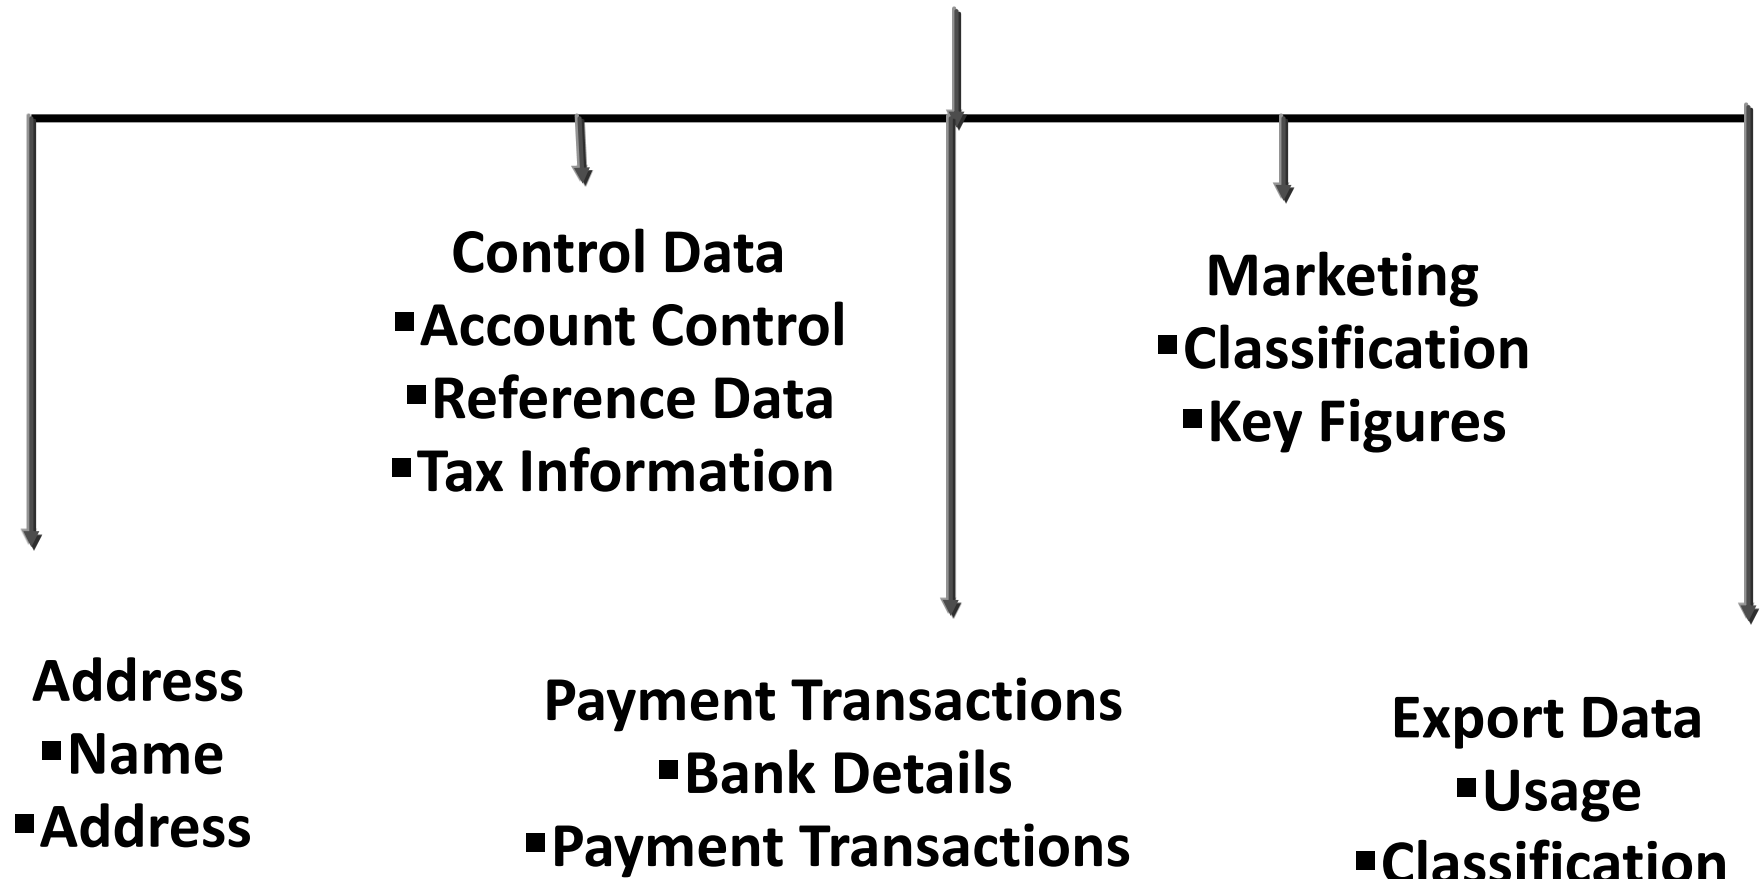 Control Data
▪Account Control
▪Reference Data
▪Tax Information
Marketing
▪Classification
▪Key Figures
Address
▪Name
▪Address
Payment Transactions
▪Bank Details
▪Payment Transactions
Export Data
▪Usage
▪Classification